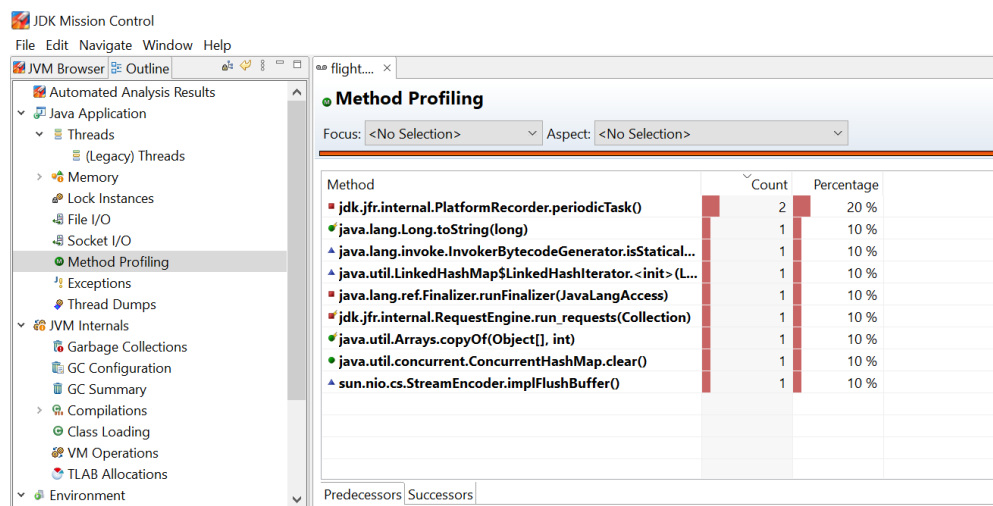 JDK Mission Control
File Edit Navigate Window Help
JVM Browser Outline
flight....
Automated Analysis Results
Java Application
Threads
(Legacy) Threads
Memory
Lock Instances
File I/O
Socket I/O
Method Profiling
Exceptions
Thread Dumps
JVM Internals
Garbage Collections
GC Configuration
GC Summary
Compilations
Class Loading
VM Operations
TLAB Allocations
Environment
Method Profiling
Focus: <No Selection> Aspect: <No Selection>
Method Count Percentage
jdk.jfr.internal.PlatformRecorder.periodicTask() 2 20 %
java.lang.Long.toString(long) 1 10 %
java.lang.invoke.InvokerBytecodeGenerator.isStatical... 1 10 %
java.util.LinkedHashMap$LinkedHashIterator.<init>(L... 1 10 %
java.lang.ref.Finalizer.runFinalizer(JavaLangAccess) 1 10 %
jdk.jfr.internal.RequestEngine.run_requests(Collection) 1 10 %
java.util.Arrays.copyOf(Object[], int) 1 10 %
java.util.concurrent.ConcurrentHashMap.clear() 1 10 %
sun.nio.cs.StreamEncoder.implFlushBuffer() 1 10 %
Predecessors Successors